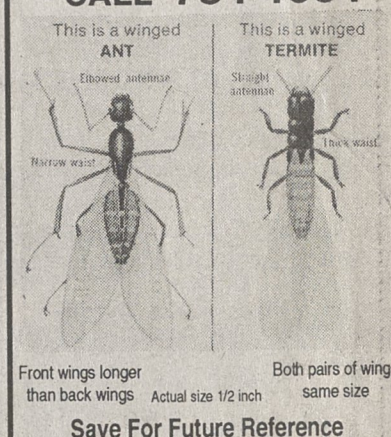 This is a winged
ANT
Elbowed antennae
Narrow waist
This is a winged
TERMITE
Straight
antennae
Thick waist
Front wings longer
than back wings
Actual size 1/2 inch
Both pairs of wing
same size
Save For Future Reference